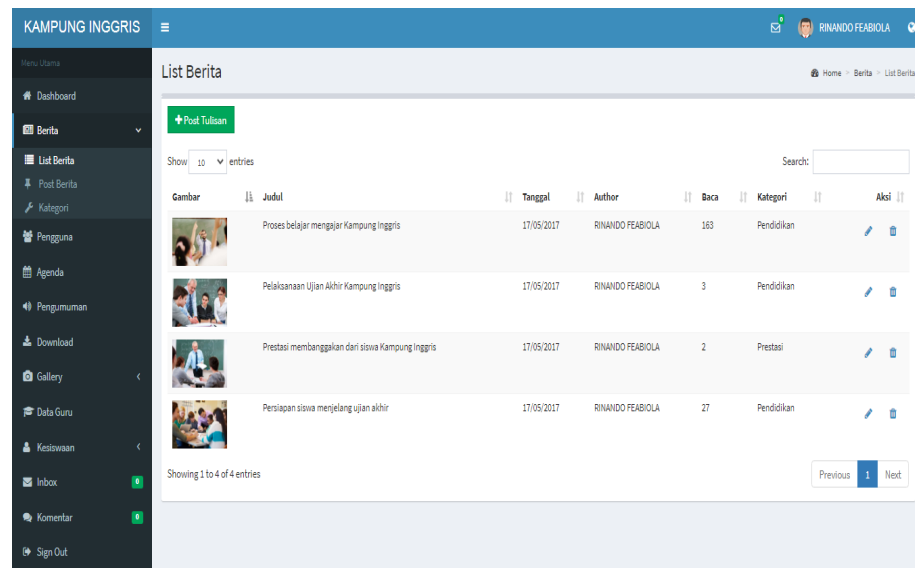 KAMPUNG INGGRIS
0
RINANDO FEABIOLA
Menu Utama
Dashboard
Berita
List Berita
Post Berita
Kategori
Pengguna
Agenda
Pengumuman
Download
Gallery
Data Guru
Kesiswaan
Inbox 0
Komentar 0
Sign Out
List Berita
Home > Berita > List Berita
Post Tulisan
Show 10 entries
Search:
Gambar Judul Tanggal Author Baca Kategori Aksi
Proses belajar mengajar Kampung Inggris 17/05/2017 RINANDO FEABIOLA 163 Pendidikan
Pelaksanaan Ujian Akhir Kampung Inggris 17/05/2017 RINANDO FEABIOLA 3 Pendidikan
Prestasi membanggakan dari siswa Kampung Inggris 17/05/2017 RINANDO FEABIOLA 2 Prestasi
Persiapan siswa menjelang ujian akhir 17/05/2017 RINANDO FEABIOLA 27 Pendidikan
Showing 1 to 4 of 4 entries
Previous 1 Next